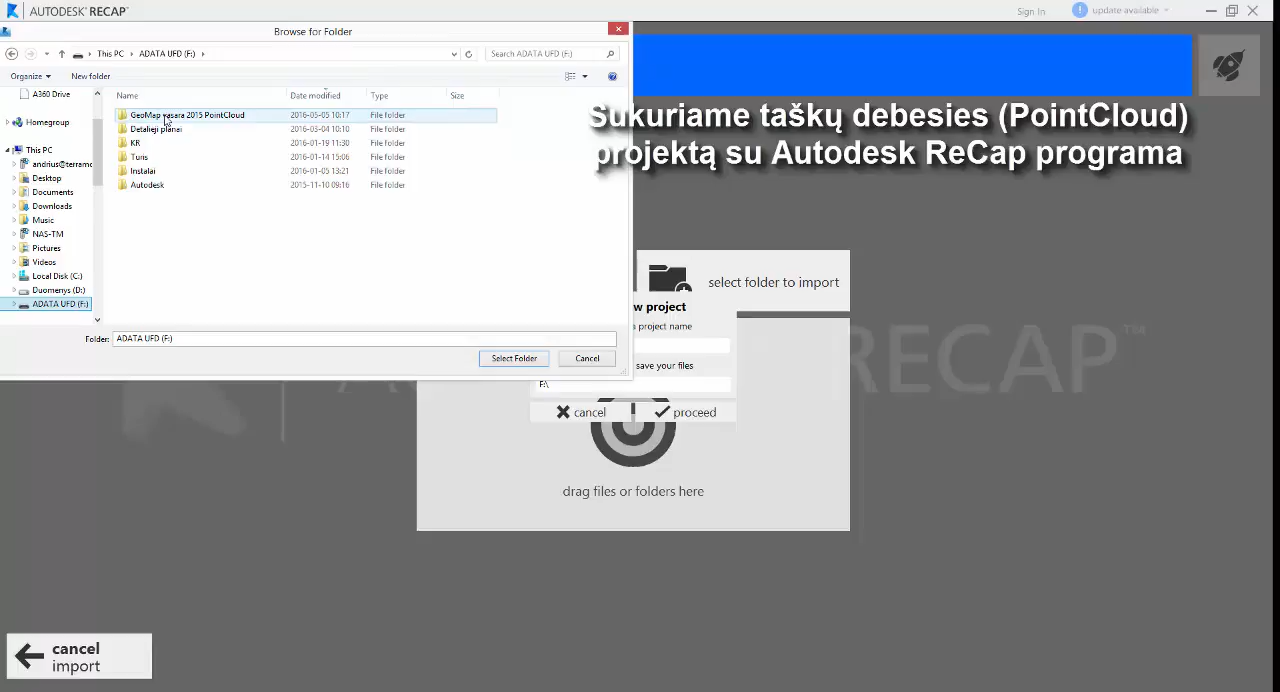 AUTODESK® RECAP™
Sign In
update available
Browse for Folder
This PC
ADATA UFD (F:)
Search ADATA UFD (F:)
Organize
New folder
Name
Date modified
Type
Size
A360 Drive
Homegroup
This PC
andrius@terramo
Desktop
Documents
Downloads
Music
NAS-TM
Pictures
Videos
Local Disk (C:)
Duomenys (D:)
ADATA UFD (F:)
GeoMap vasara 2015 PointCloud 2016-05-05 10:17 File folder
Detalieji planai 2016-03-04 10:10 File folder
KR 2016-01-19 11:30 File folder
Turis 2016-01-14 15:06 File folder
Instalai 2016-01-05 13:21 File folder
Autodesk 2015-11-10 09:16 File folder
Folder: ADATA UFD (F:)
Select Folder
Cancel
Sukuriame taškų debesies (PointCloud)
projektą su Autodesk ReCap programa
select folder to import
w project
project name
save your files
F:\
cancel
proceed
RECAP™
drag files or folders here
cancel
import